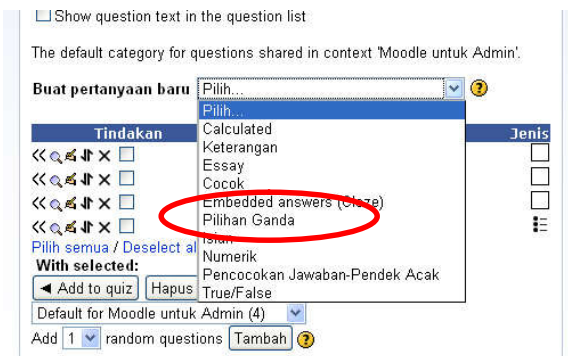 Show question text in the question list
The default category for questions shared in context 'Moodle untuk Admin'.
Buat pertanyaan baru Pilih...
Pilih...
Tindakan Jenis
Calculated
Keterangan
Essay
Cocok
Embedded answers (Cloze)
Pilihan Ganda
Isian
Numerik
Pencocokan Jawaban-Pendek Acak
True/False
Pilih semua / Deselect al
With selected:
◄ Add to quiz Hapus
Default for Moodle untuk Admin (4)
Add 1 random questions Tambah